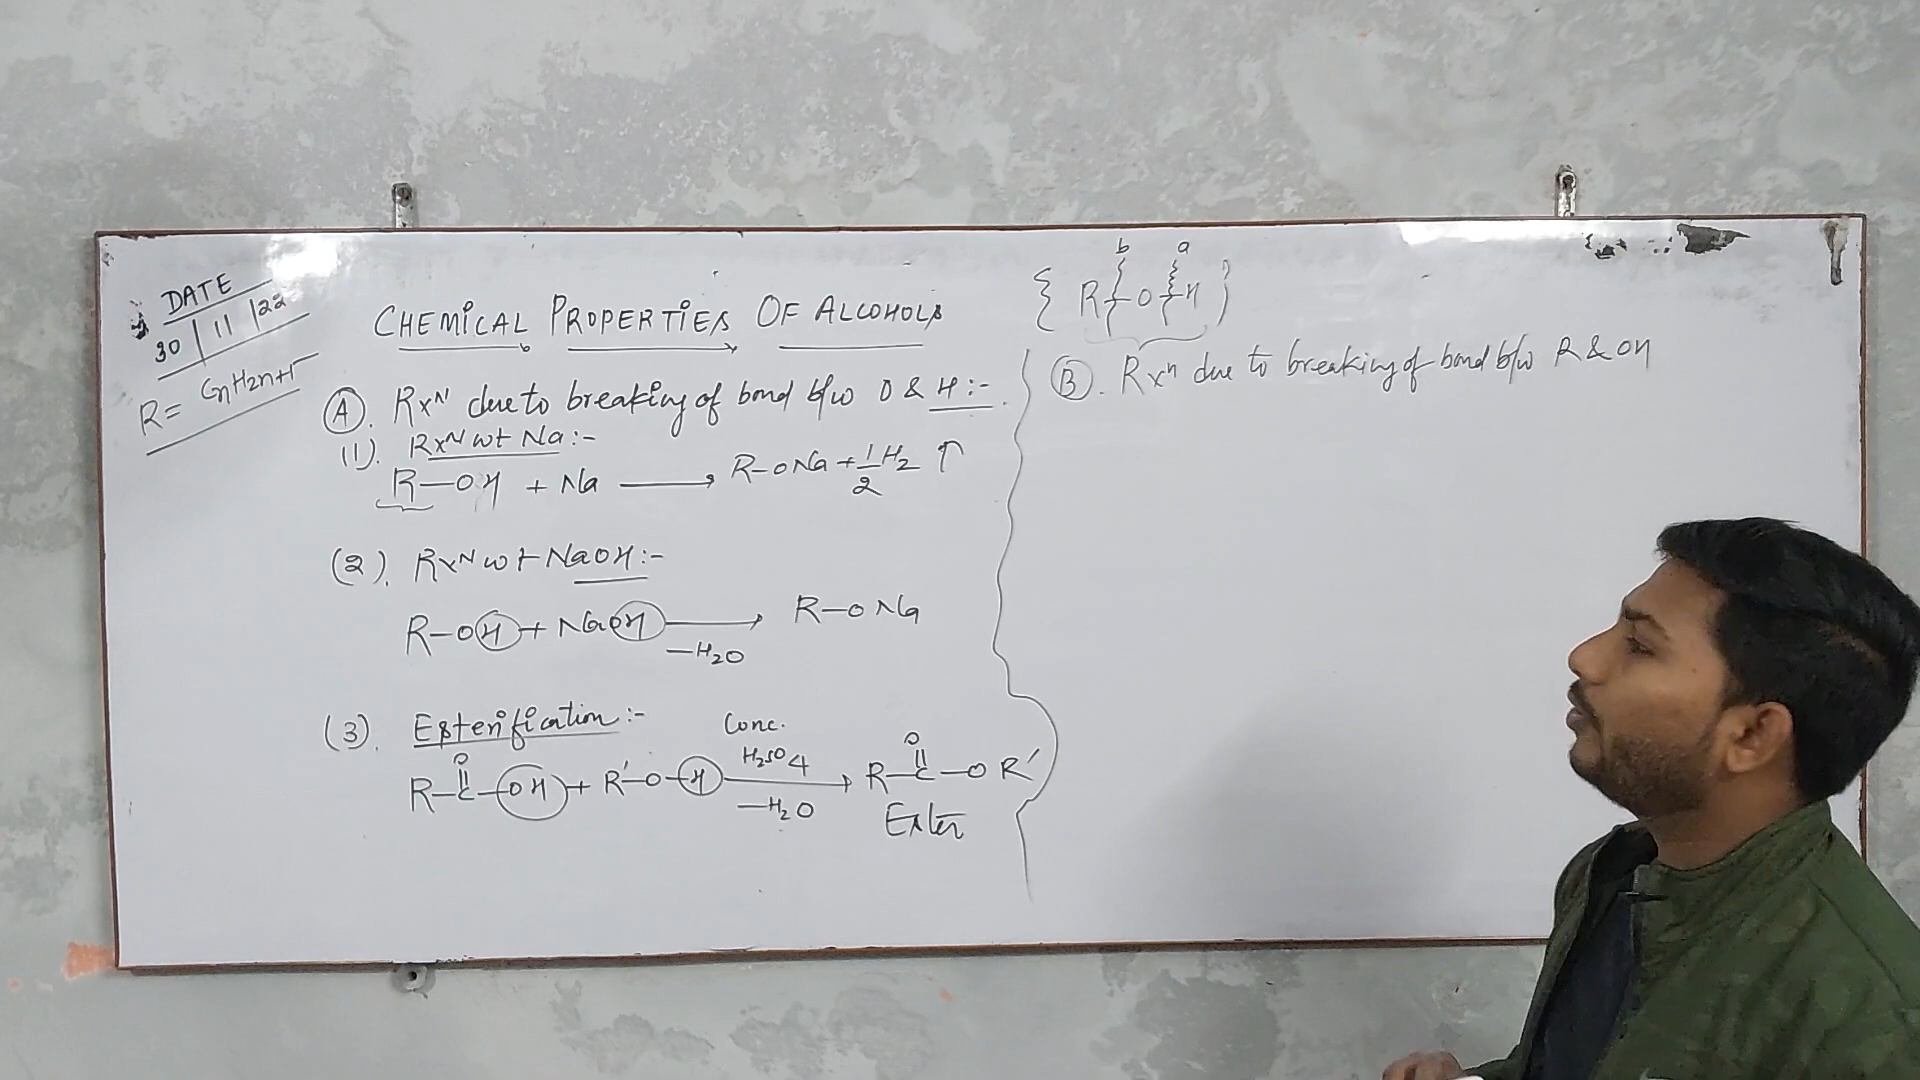 DATE
30 | 11 | 22
R = CnH2n+1
CHEMICAL PROPERTIES OF ALCOHOLS
(A). Rxᴺ due to breaking of bond b/w O & H :-
(1). Rxᴺ wt Na :-
R—OH + Na ⟶ R—ONa + 1/2 H₂ ↑
(2). Rxᴺ wt NaOH :-
R—OH + NaOH ⟶ R—ONa
—H₂O
(3). Esterification :-
Conc.
H₂SO4
O O
R—C—OH + R'—O—H ⟶ R—C—OR'
—H₂O
Ester
b a
{ R—O—H }
(B). Rxⁿ due to breaking of bond b/w R & OH